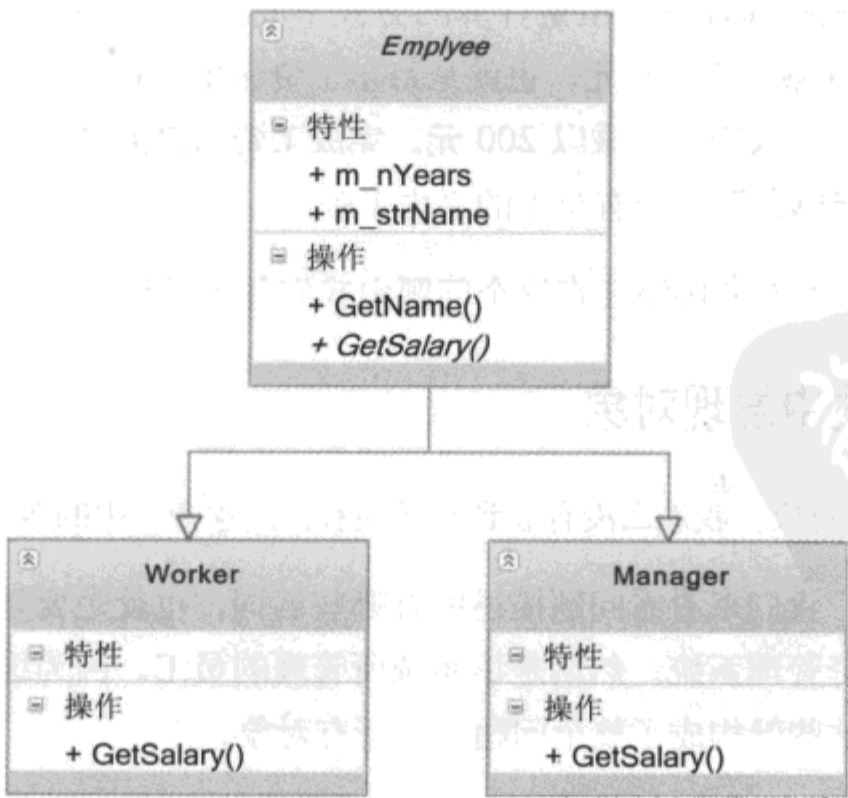 Emplyee
特性
+ m_nYears
+ m_strName
操作
+ GetName()
+ GetSalary()
Worker
特性
操作
+ GetSalary()
Manager
特性
操作
+ GetSalary()